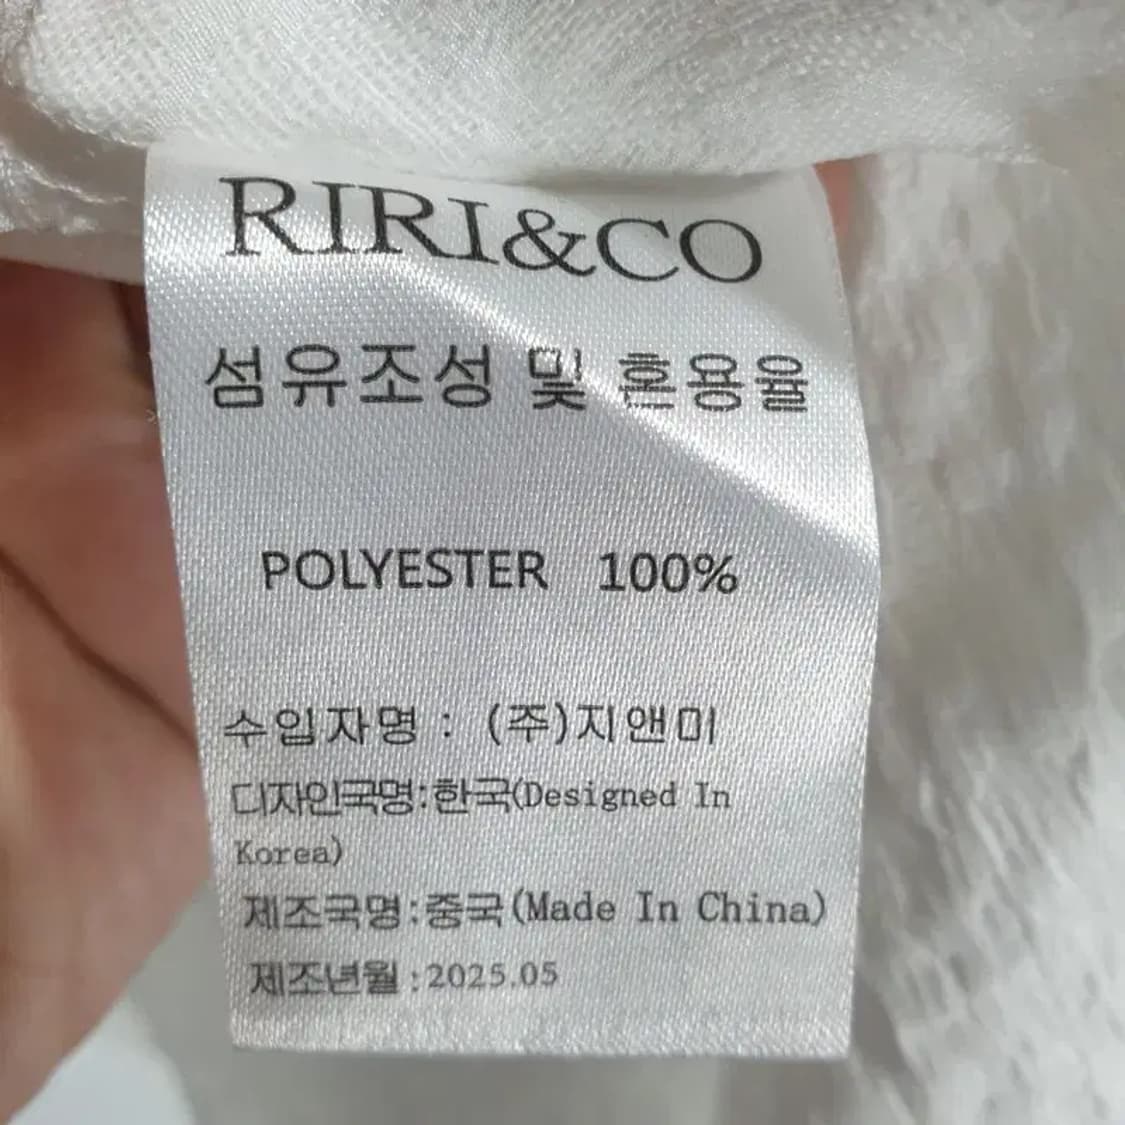 RIRI&CO
섬유조성 및 혼용율
POLYESTER 100%
수입자명 : (주)지앤미
디자인국명:한국(Designed In
Korea)
제조국명:중국(Made In China)
제조년월:2025.05